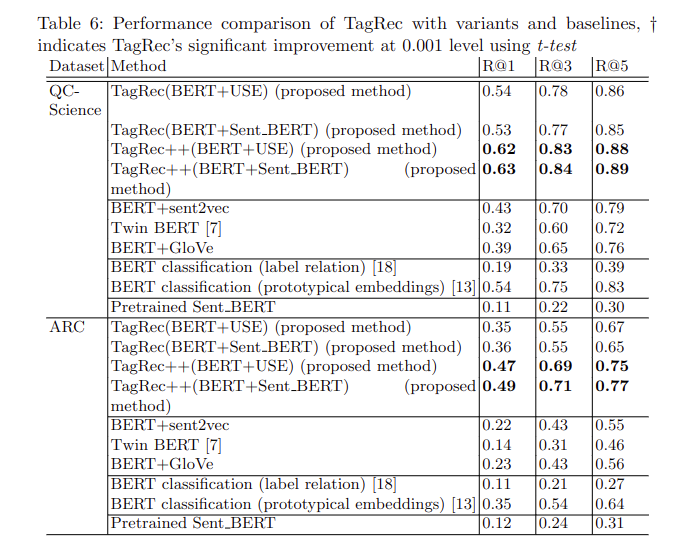 Table 6: Performance comparison of TagRec with variants and baselines, †
indicates TagRec's significant improvement at 0.001 level using t-test
Dataset Method R@1 R@3 R@5
QC- TagRec(BERT+USE) (proposed method) 0.54 0.78 0.86
Science
TagRec(BERT+Sent_BERT) (proposed method) 0.53 0.77 0.85
TagRec++(BERT+USE) (proposed method) 0.62 0.83 0.88
TagRec++(BERT+Sent_BERT) (proposed 0.63 0.84 0.89
method)
BERT+sent2vec 0.43 0.70 0.79
Twin BERT [7] 0.32 0.60 0.72
BERT+GloVe 0.39 0.65 0.76
BERT classification (label relation) [18] 0.19 0.33 0.39
BERT classification (prototypical embeddings) [13] 0.54 0.75 0.83
Pretrained Sent_BERT 0.11 0.22 0.30
ARC TagRec(BERT+USE) (proposed method) 0.35 0.55 0.67
TagRec(BERT+Sent_BERT) (proposed method) 0.36 0.55 0.65
TagRec++(BERT+USE) (proposed method) 0.47 0.69 0.75
TagRec++(BERT+Sent_BERT) (proposed 0.49 0.71 0.77
method)
BERT+sent2vec 0.22 0.43 0.55
Twin BERT [7] 0.14 0.31 0.46
BERT+GloVe 0.23 0.43 0.56
BERT classification (label relation) [18] 0.11 0.21 0.27
BERT classification (prototypical embeddings) [13] 0.35 0.54 0.64
Pretrained Sent_BERT 0.12 0.24 0.31